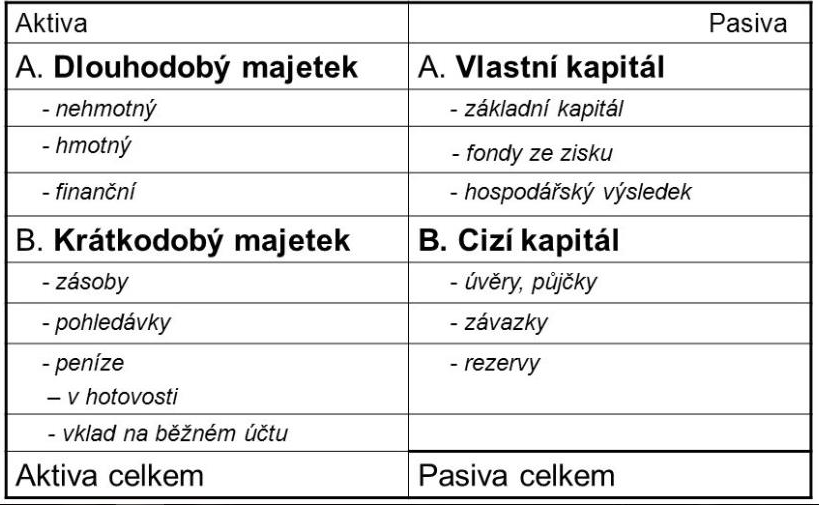 Aktiva Pasiva
A. Dlouhodobý majetek A. Vlastní kapitál
- nehmotný - základní kapitál
- hmotný - fondy ze zisku
- finanční - hospodářský výsledek
B. Krátkodobý majetek B. Cizí kapitál
- zásoby - úvěry, půjčky
- pohledávky - závazky
- peníze - rezervy
– v hotovosti
- vklad na běžném účtu
Aktiva celkem Pasiva celkem